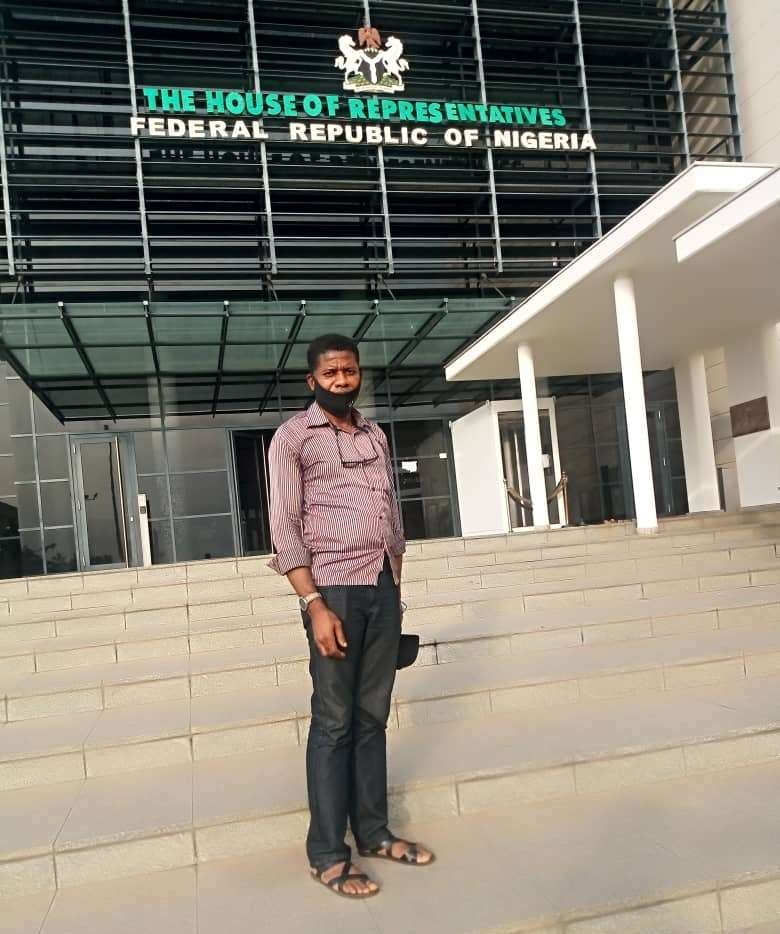 THE HOUSE OF REPRESENTATIVES
FEDERAL REPUBLIC OF NIGERIA